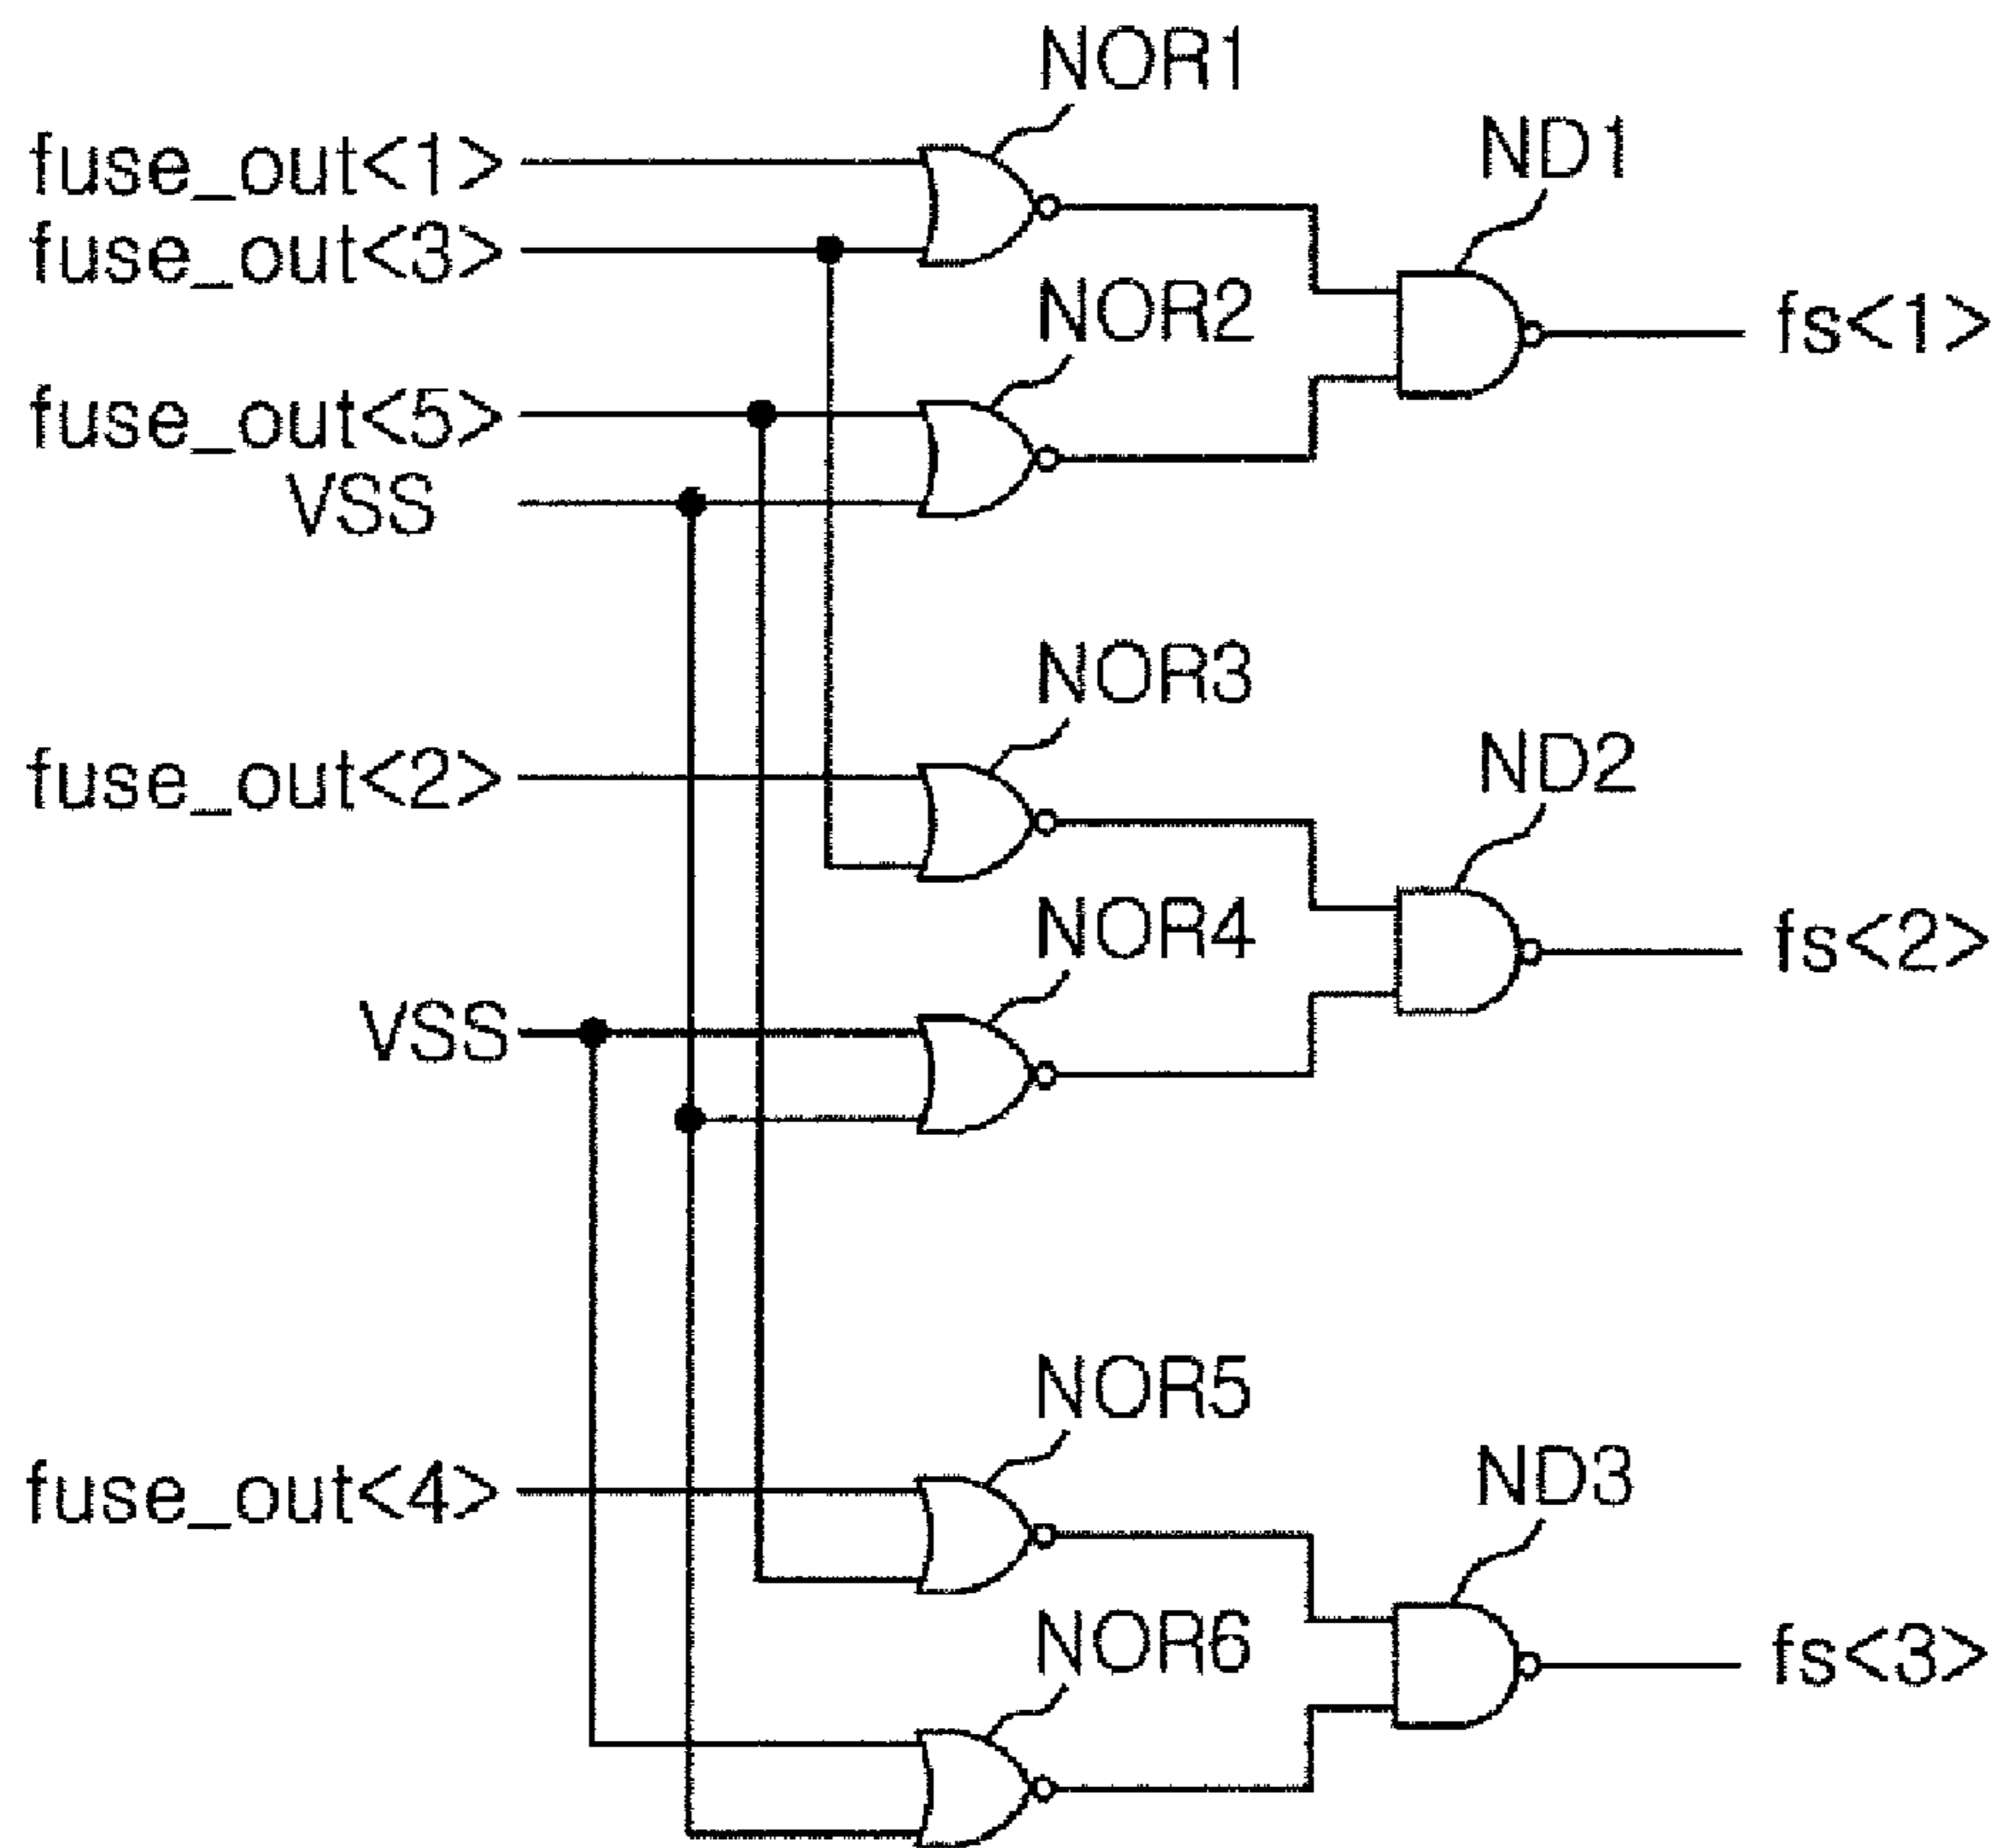 NOR1
ND1
fuse_out<1>
fuse_out<3>
NOR2
fs<1>
fuse_out<5>
VSS
NOR3
ND2
fuse_out<2>
NOR4
fs<2>
VSS
NOR5
ND3
fuse_out<4>
NOR6
fs<3>